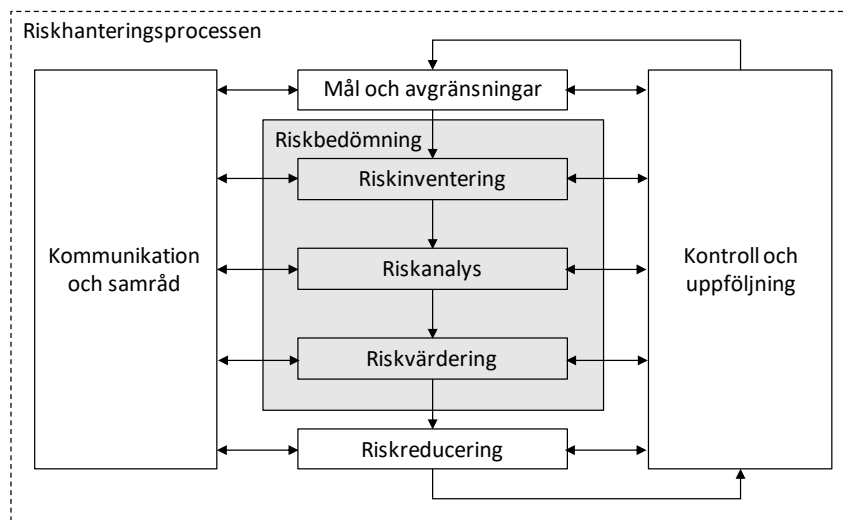 Riskhanteringsprocessen
Mål och avgränsningar
Riskbedömning
Riskinventering
Kommunikation
och samråd
Riskanalys
Kontroll och
uppföljning
Riskvärdering
Riskreducering